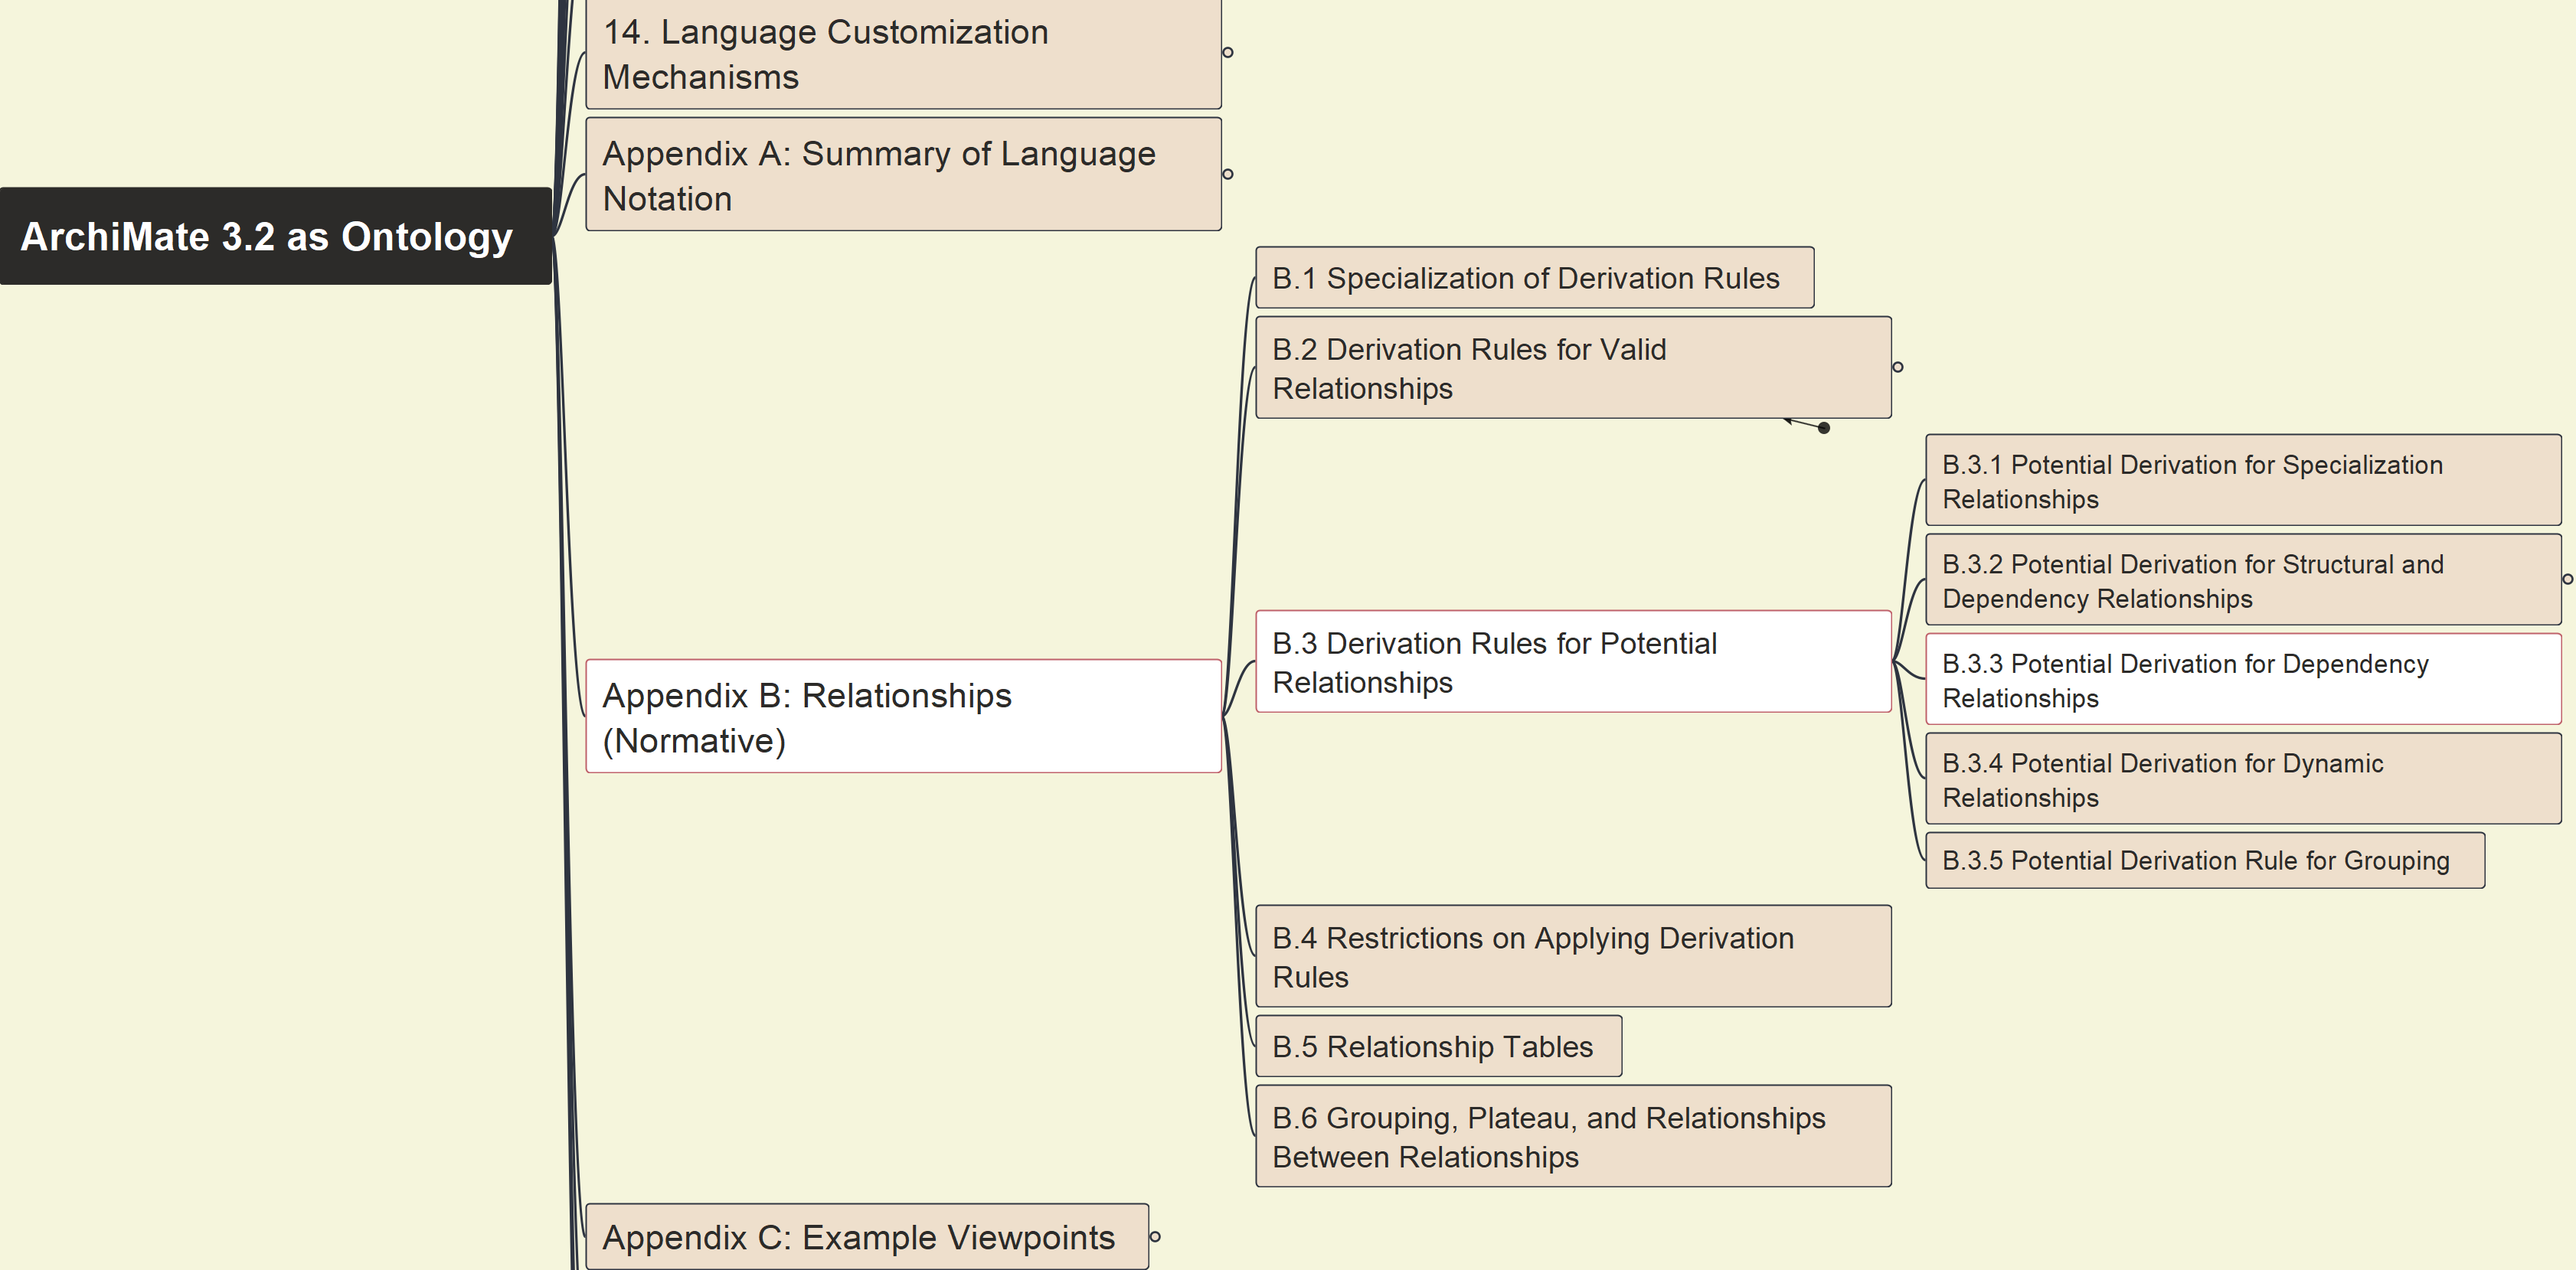 14. Language Customization
Mechanisms
Appendix A: Summary of Language
Notation
ArchiMate 3.2 as Ontology
B.1 Specialization of Derivation Rules
B.2 Derivation Rules for Valid
Relationships
B.3.1 Potential Derivation for Specialization
Relationships
B.3.2 Potential Derivation for Structural and
Dependency Relationships
B.3 Derivation Rules for Potential
Relationships
B.3.3 Potential Derivation for Dependency
Relationships
Appendix B: Relationships
(Normative)
B.3.4 Potential Derivation for Dynamic
Relationships
B.3.5 Potential Derivation Rule for Grouping
B.4 Restrictions on Applying Derivation
Rules
B.5 Relationship Tables
B.6 Grouping, Plateau, and Relationships
Between Relationships
Appendix C: Example Viewpoints